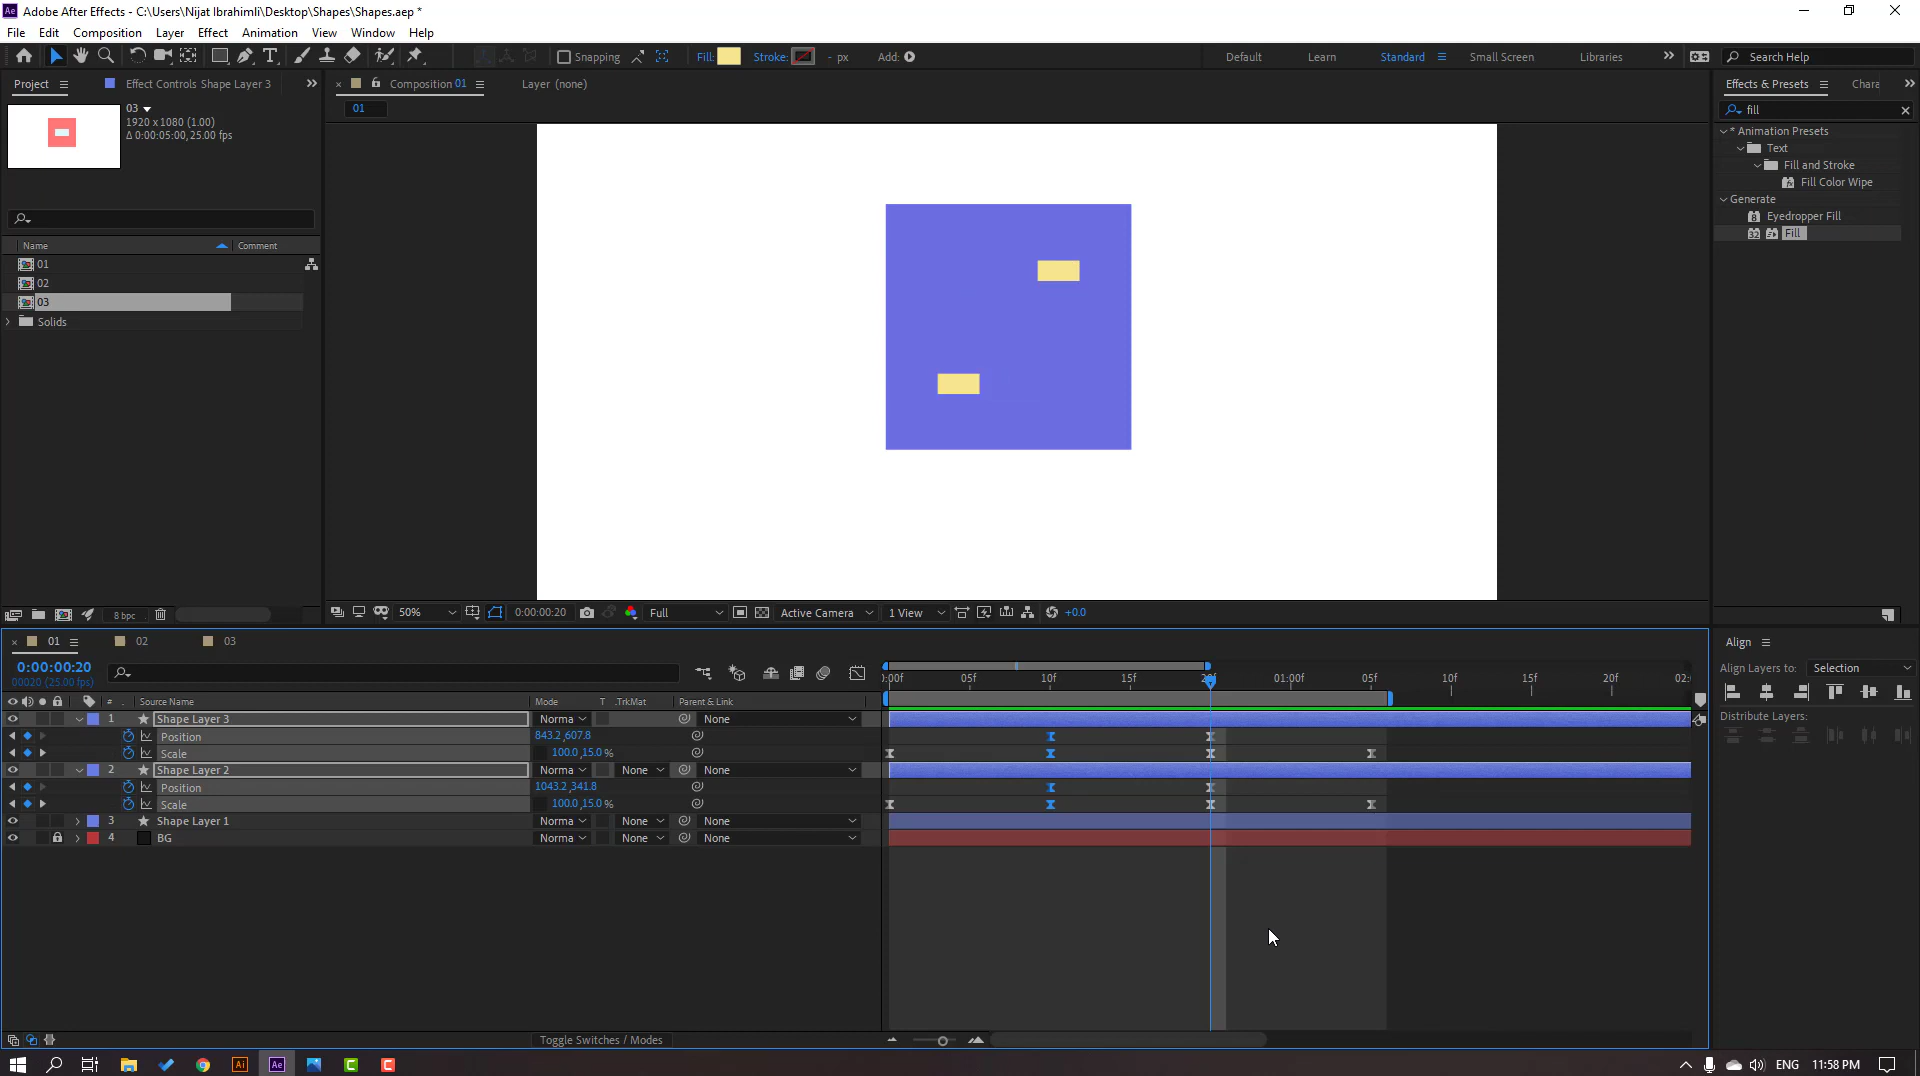 Adobe After Effects - C:\Users\Nijat Ibrahimli\Desktop\Shapes\Shapes.aep *
File Edit Composition Layer Effect Animation View Window Help
Snapping Fill: Stroke: - px Add: Default Learn Standard Small Screen Libraries Search Help
Project Effect Controls Shape Layer 3 Composition 01 Layer (none) Effects & Presets Chara
03
1920 x 1080 (1.00)
Δ 0:00:05:00, 25.00 fps
01
fill
* Animation Presets
Text
Fill and Stroke
Fill Color Wipe
Generate
Eyedropper Fill
Fill
Name Comment
01
02
03
Solids
8 bpc 50% 0:00:00:20 Full Active Camera 1 View +0.0
01 02 03
Align
0:00:00:20
00020 (25.00 fps)
Align Layers to: Selection
:00f 05f 10f 15f 20f 01:00f 05f 10f 15f 20f 02:
# Source Name Mode T .TrkMat Parent & Link
Distribute Layers:
1 Shape Layer 3 Norma None
Position 843.2,607.8
Scale 100.0,15.0 %
2 Shape Layer 2 Norma None None
Position 1043.2,341.8
Scale 100.0,15.0 %
3 Shape Layer 1 Norma None None
4 BG Norma None None
Toggle Switches / Modes
Ai Ae C C ENG 11:58 PM